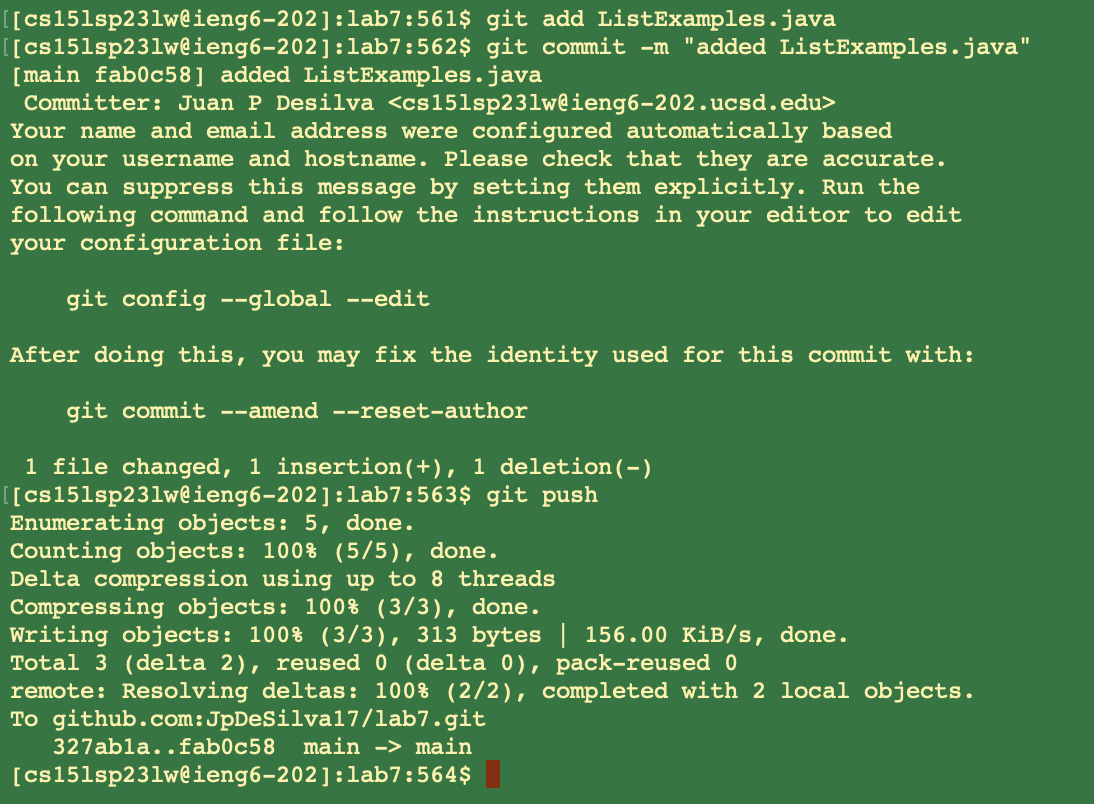 [[cs15lsp23lw@ieng6-202]:lab7:561$ git add ListExamples.java
[[cs15lsp23lw@ieng6-202]:lab7:562$ git commit -m "added ListExamples.java"
[main fab0c58] added ListExamples.java
 Committer: Juan P Desilva <cs15lsp23lw@ieng6-202.ucsd.edu>
Your name and email address were configured automatically based
on your username and hostname. Please check that they are accurate.
You can suppress this message by setting them explicitly. Run the
following command and follow the instructions in your editor to edit
your configuration file:

    git config --global --edit

After doing this, you may fix the identity used for this commit with:

    git commit --amend --reset-author

 1 file changed, 1 insertion(+), 1 deletion(-)
[[cs15lsp23lw@ieng6-202]:lab7:563$ git push
Enumerating objects: 5, done.
Counting objects: 100% (5/5), done.
Delta compression using up to 8 threads
Compressing objects: 100% (3/3), done.
Writing objects: 100% (3/3), 313 bytes | 156.00 KiB/s, done.
Total 3 (delta 2), reused 0 (delta 0), pack-reused 0
remote: Resolving deltas: 100% (2/2), completed with 2 local objects.
To github.com:JpDeSilva17/lab7.git
   327ab1a..fab0c58  main -> main
[cs15lsp23lw@ieng6-202]:lab7:564$